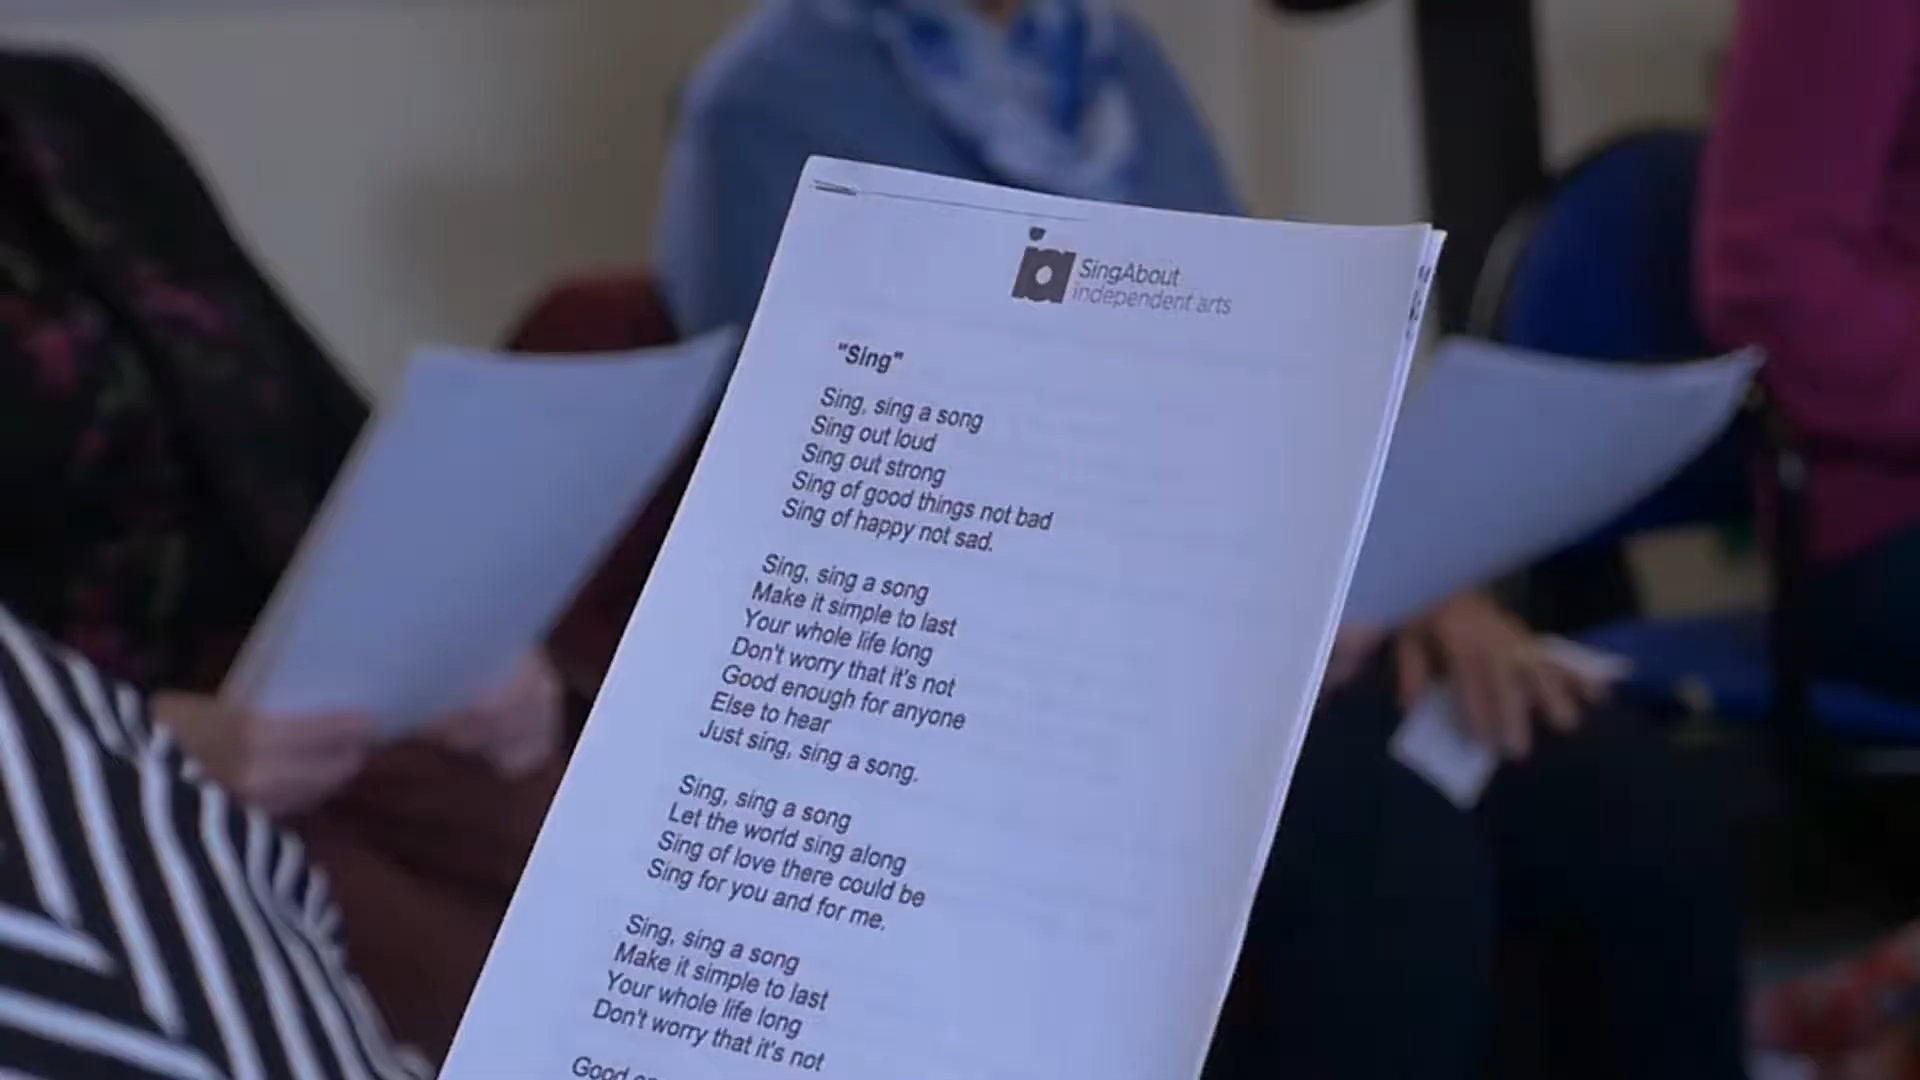 ia
SingAbout
independent arts
"Sing"
Sing, sing a song
Sing out loud
Sing out strong
Sing of good things not bad
Sing of happy not sad.
Sing, sing a song
Make it simple to last
Your whole life long
Don't worry that it's not
Good enough for anyone
Else to hear
Just sing, sing a song.
Sing, sing a song
Let the world sing along
Sing of love there could be
Sing for you and for me.
Sing, sing a song
Make it simple to last
Your whole life long
Don't worry that it's not
Good